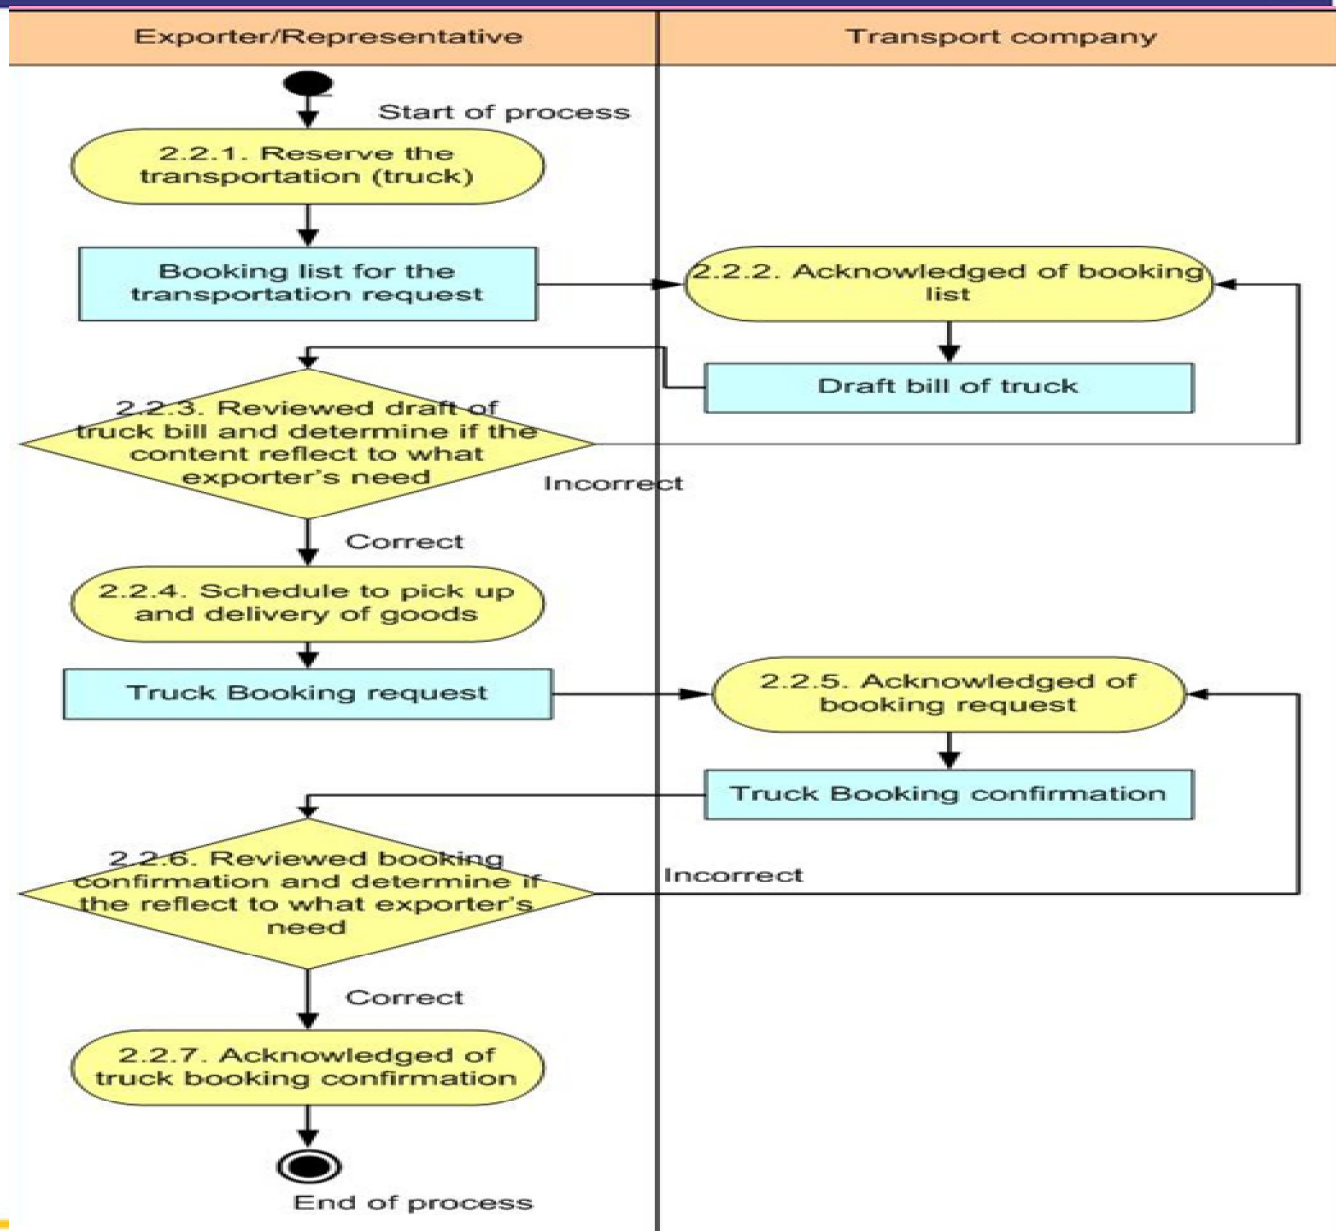 Exporter/Representative
Transport company
Start of process
2.2.1. Reserve the
transportation (truck)
Booking list for the
transportation request
2.2.2. Acknowledged of booking
list
Draft bill of truck
2.2.3. Reviewed draft of
truck bill and determine if the
content reflect to what
exporter's need
Incorrect
Correct
2.2.4. Schedule to pick up
and delivery of goods
Truck Booking request
2.2.5. Acknowledged of
booking request
Truck Booking confirmation
2.2.6. Reviewed booking
confirmation and determine if
the reflect to what exporter's
need
Incorrect
Correct
2.2.7. Acknowledged of
truck booking confirmation
End of process